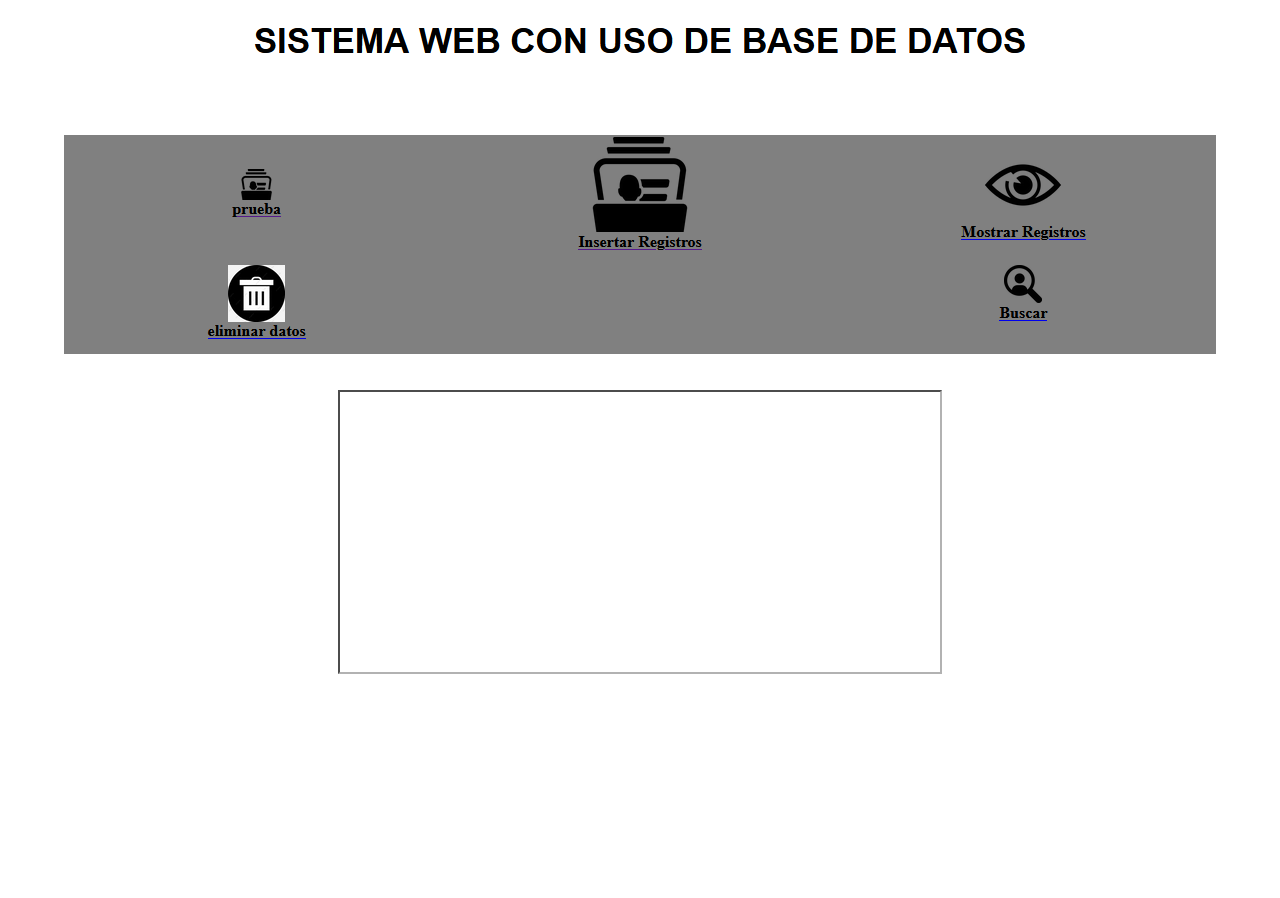 SISTEMA WEB CON USO DE BASE DE DATOS
prueba
Insertar Registros
Mostrar Registros
eliminar datos
Buscar